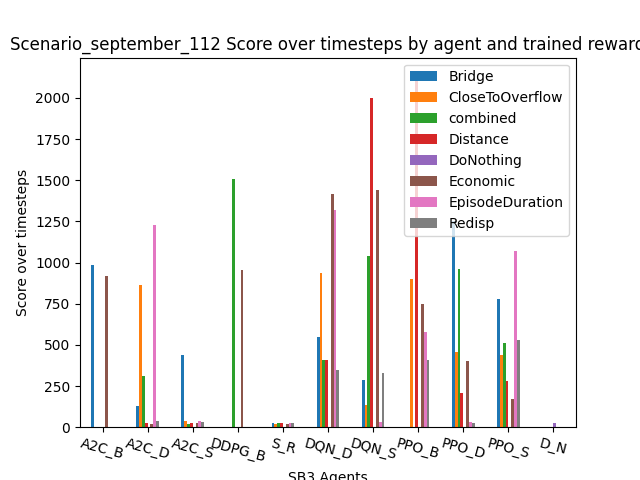 Scenario_september_112 Score over timesteps by agent and trained reward
Score over timesteps
2000
1750
1500
1250
1000
750
500
250
0
Bridge
CloseToOverflow
combined
Distance
DoNothing
Economic
EpisodeDuration
Redisp
A2C_B
A2C_D
A2C_S
DDPG_B
S_R
DQN_D
DQN_S
PPO_B
PPO_D
PPO_S
D_N
SB3 Agents